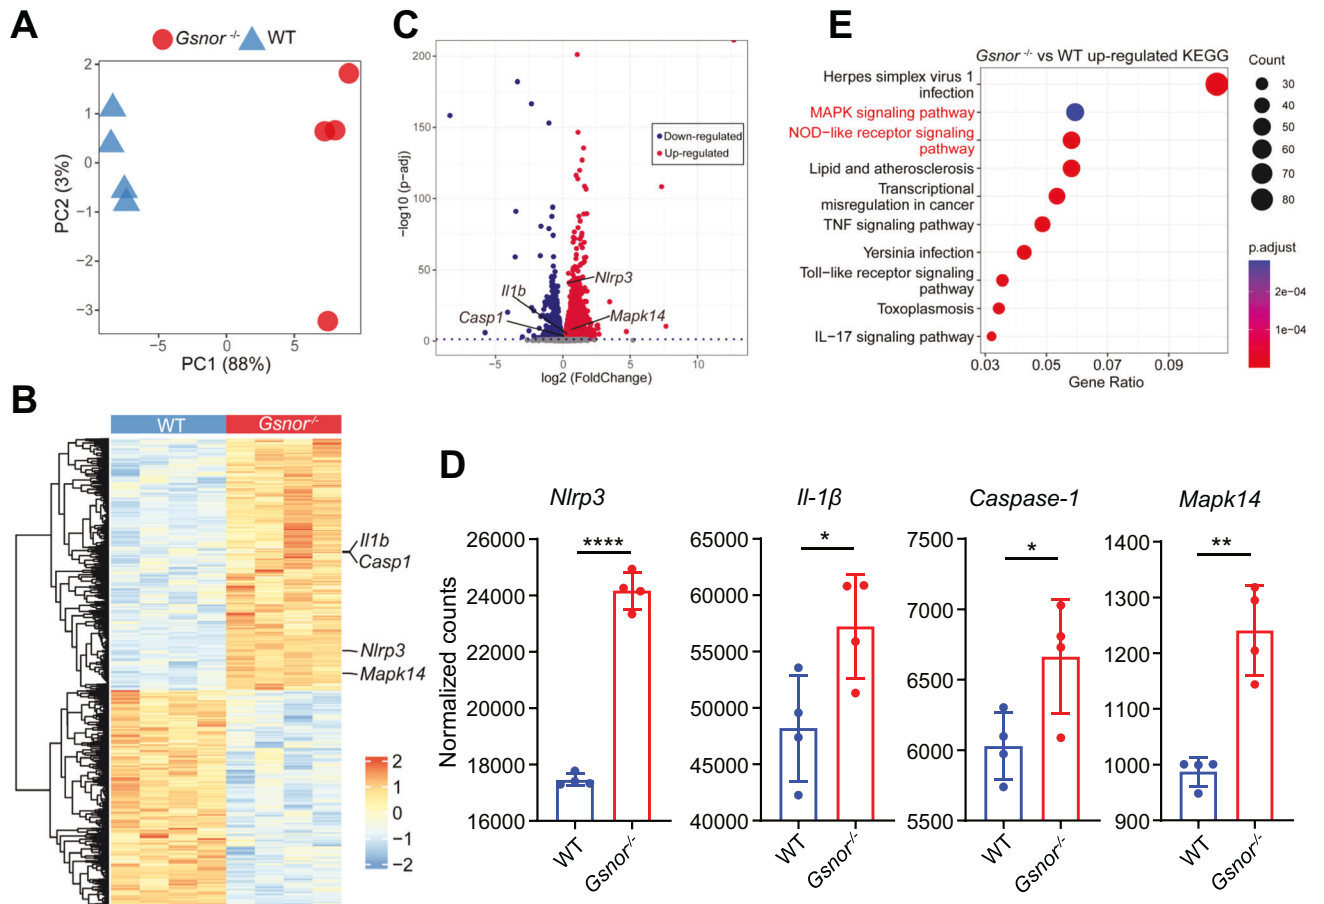 A
Gsnor -/- WT
2
1
0
−1
−2
−3
PC2 (3%)
−5 0 5
PC1 (88%)
B
WT Gsnor-/-
Il1b
Casp1
Nlrp3
Mapk14
2
1
0
−1
−2
C
200
150
100
50
0
−log10 (p−adj)
Down-regulated
Up-regulated
Nlrp3
Il1b
Casp1
Mapk14
−5 0 5 10
log2 (FoldChange)
D
Normalized counts
Nlrp3
****
26000
24000
22000
20000
18000
16000
WT Gsnor-/-
Il-1β
*
65000
60000
55000
50000
45000
40000
WT Gsnor-/-
Caspase-1
*
7500
7000
6500
6000
5500
WT Gsnor-/-
Mapk14
**
1400
1300
1200
1100
1000
900
WT Gsnor-/-
E
Gsnor -/- vs WT up-regulated KEGG
Herpes simplex virus 1
infection
MAPK signaling pathway
NOD-like receptor signaling
pathway
Lipid and atherosclerosis
Transcriptional
misregulation in cancer
TNF signaling pathway
Yersinia infection
Toll−like receptor signaling
pathway
Toxoplasmosis
IL−17 signaling pathway
0.03 0.05 0.07 0.09
Gene Ratio
Count
30
40
50
60
70
80
p.adjust
2e−04
1e−04